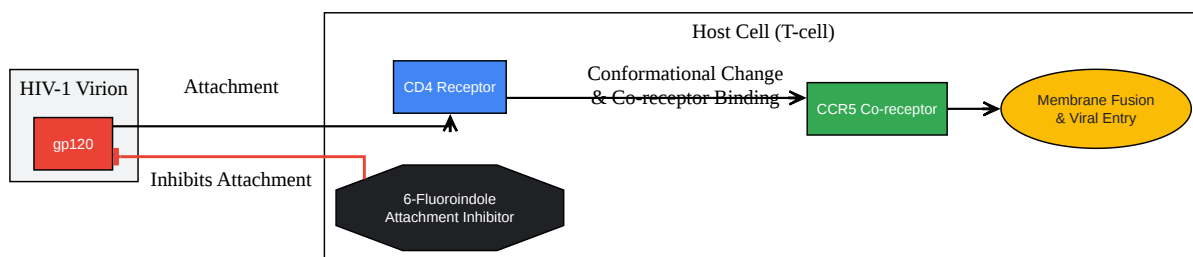 Host Cell (T-cell)
HIV-1 Virion
Attachment
CD4 Receptor
Conformational Change
& Co-receptor Binding
CCR5 Co-receptor
Membrane Fusion
& Viral Entry
gp120
Inhibits Attachment
6-Fluoroindole
Attachment Inhibitor